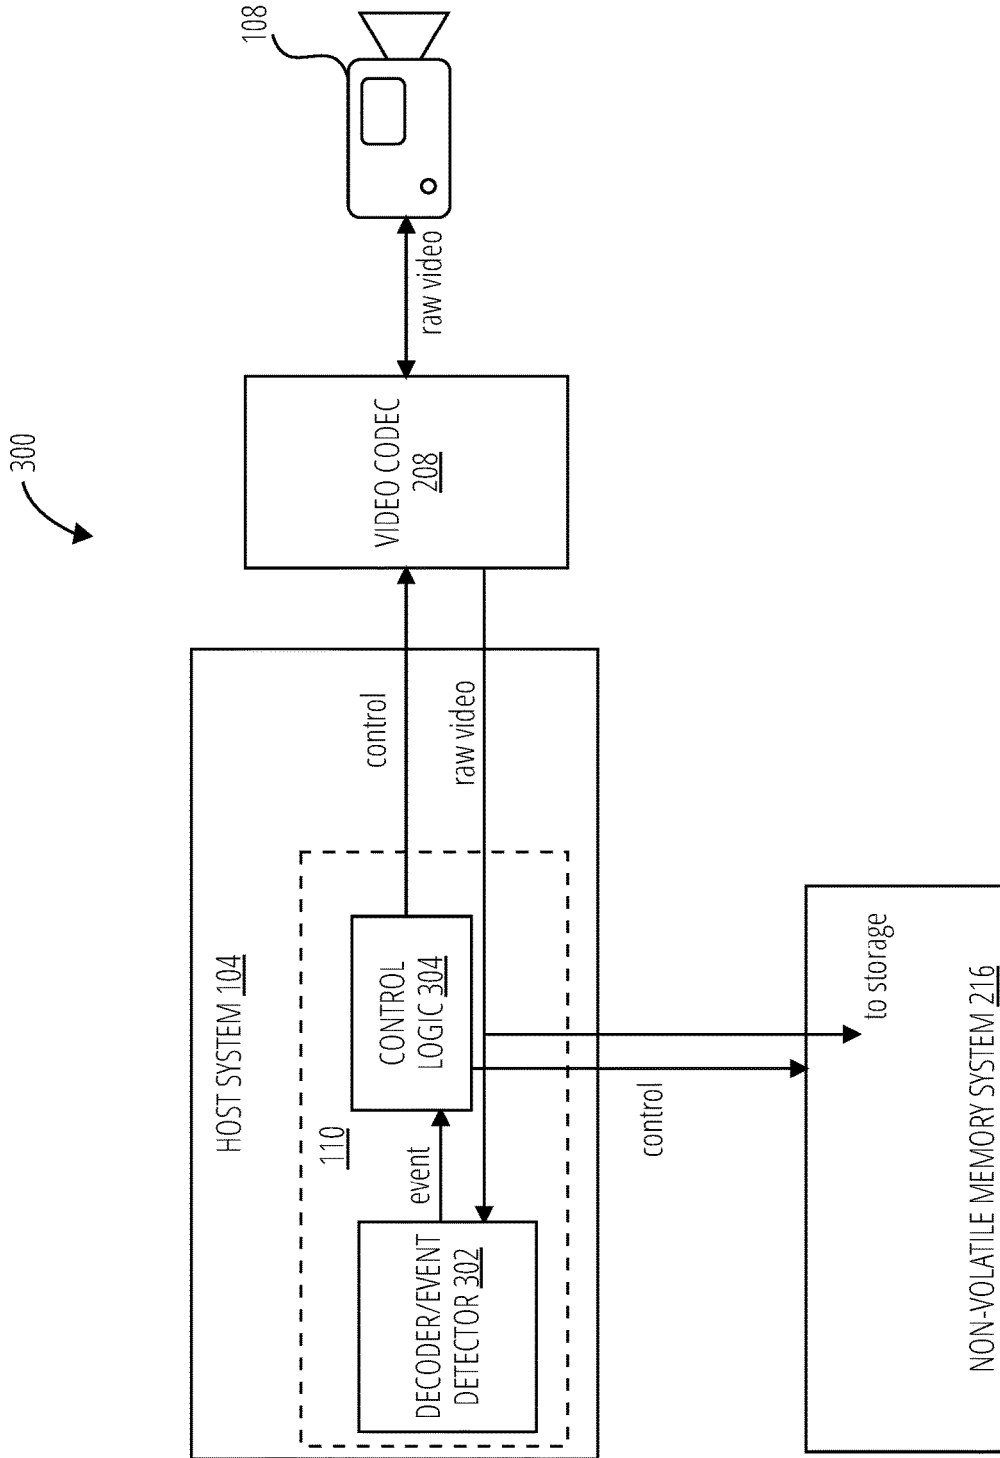 300
108
HOST SYSTEM 104
110
DECODER/EVENT
DETECTOR 302
event
CONTROL
LOGIC 304
control
raw video
VIDEO CODEC
208
raw video
control
to storage
NON-VOLATILE MEMORY SYSTEM 216